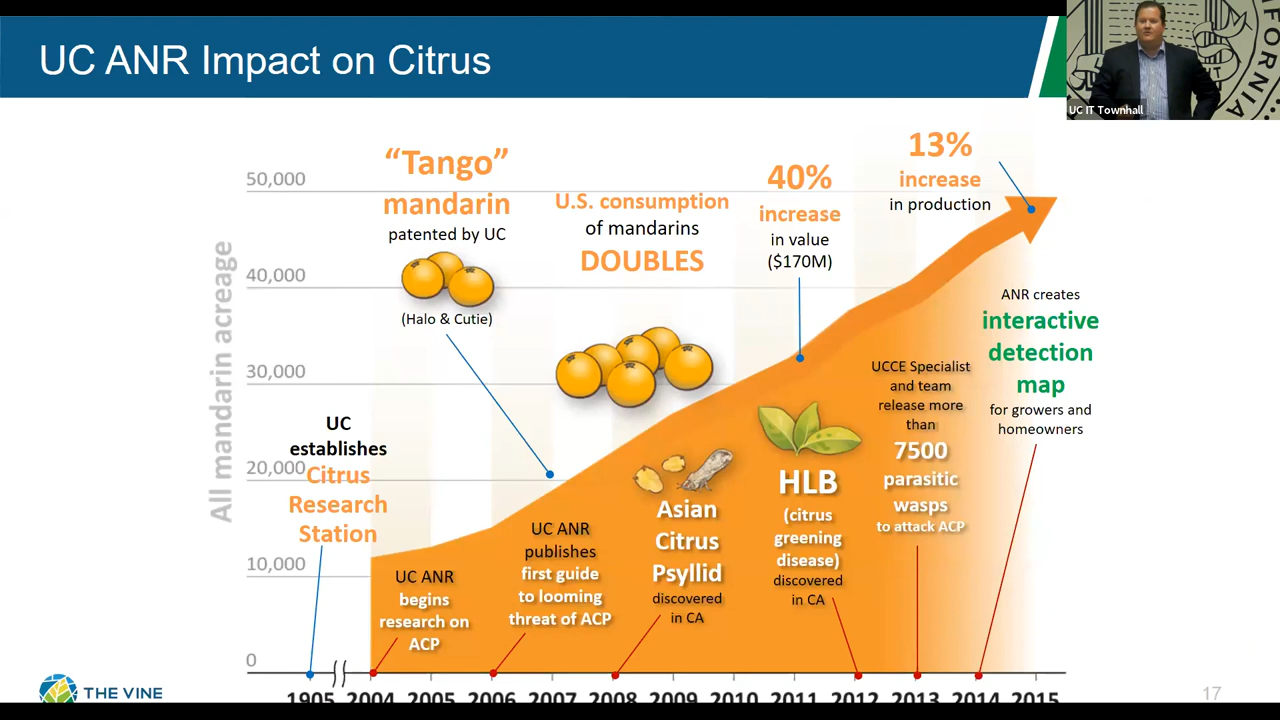 UC ANR Impact on Citrus
UC IT Townhall
IFORNIA
All mandarin acreage
50,000
40,000
30,000
20,000
10,000
0
UC
establishes
Citrus
Research
Station
“Tango”
mandarin
patented by UC
(Halo & Cutie)
U.S. consumption
of mandarins
DOUBLES
40%
increase
in value
($170M)
13%
increase
in production
UC ANR
begins
research on
ACP
UC ANR
publishes
first guide
to looming
threat of ACP
Asian
Citrus
Psyllid
discovered
in CA
HLB
(citrus
greening
disease)
discovered
in CA
UCCE Specialist
and team
release more
than
7500
parasitic
wasps
to attack ACP
ANR creates
interactive
detection
map
for growers and
homeowners
1905 2004 2005 2006 2007 2008 2009 2010 2011 2012 2013 2014 2015
THE VINE
17